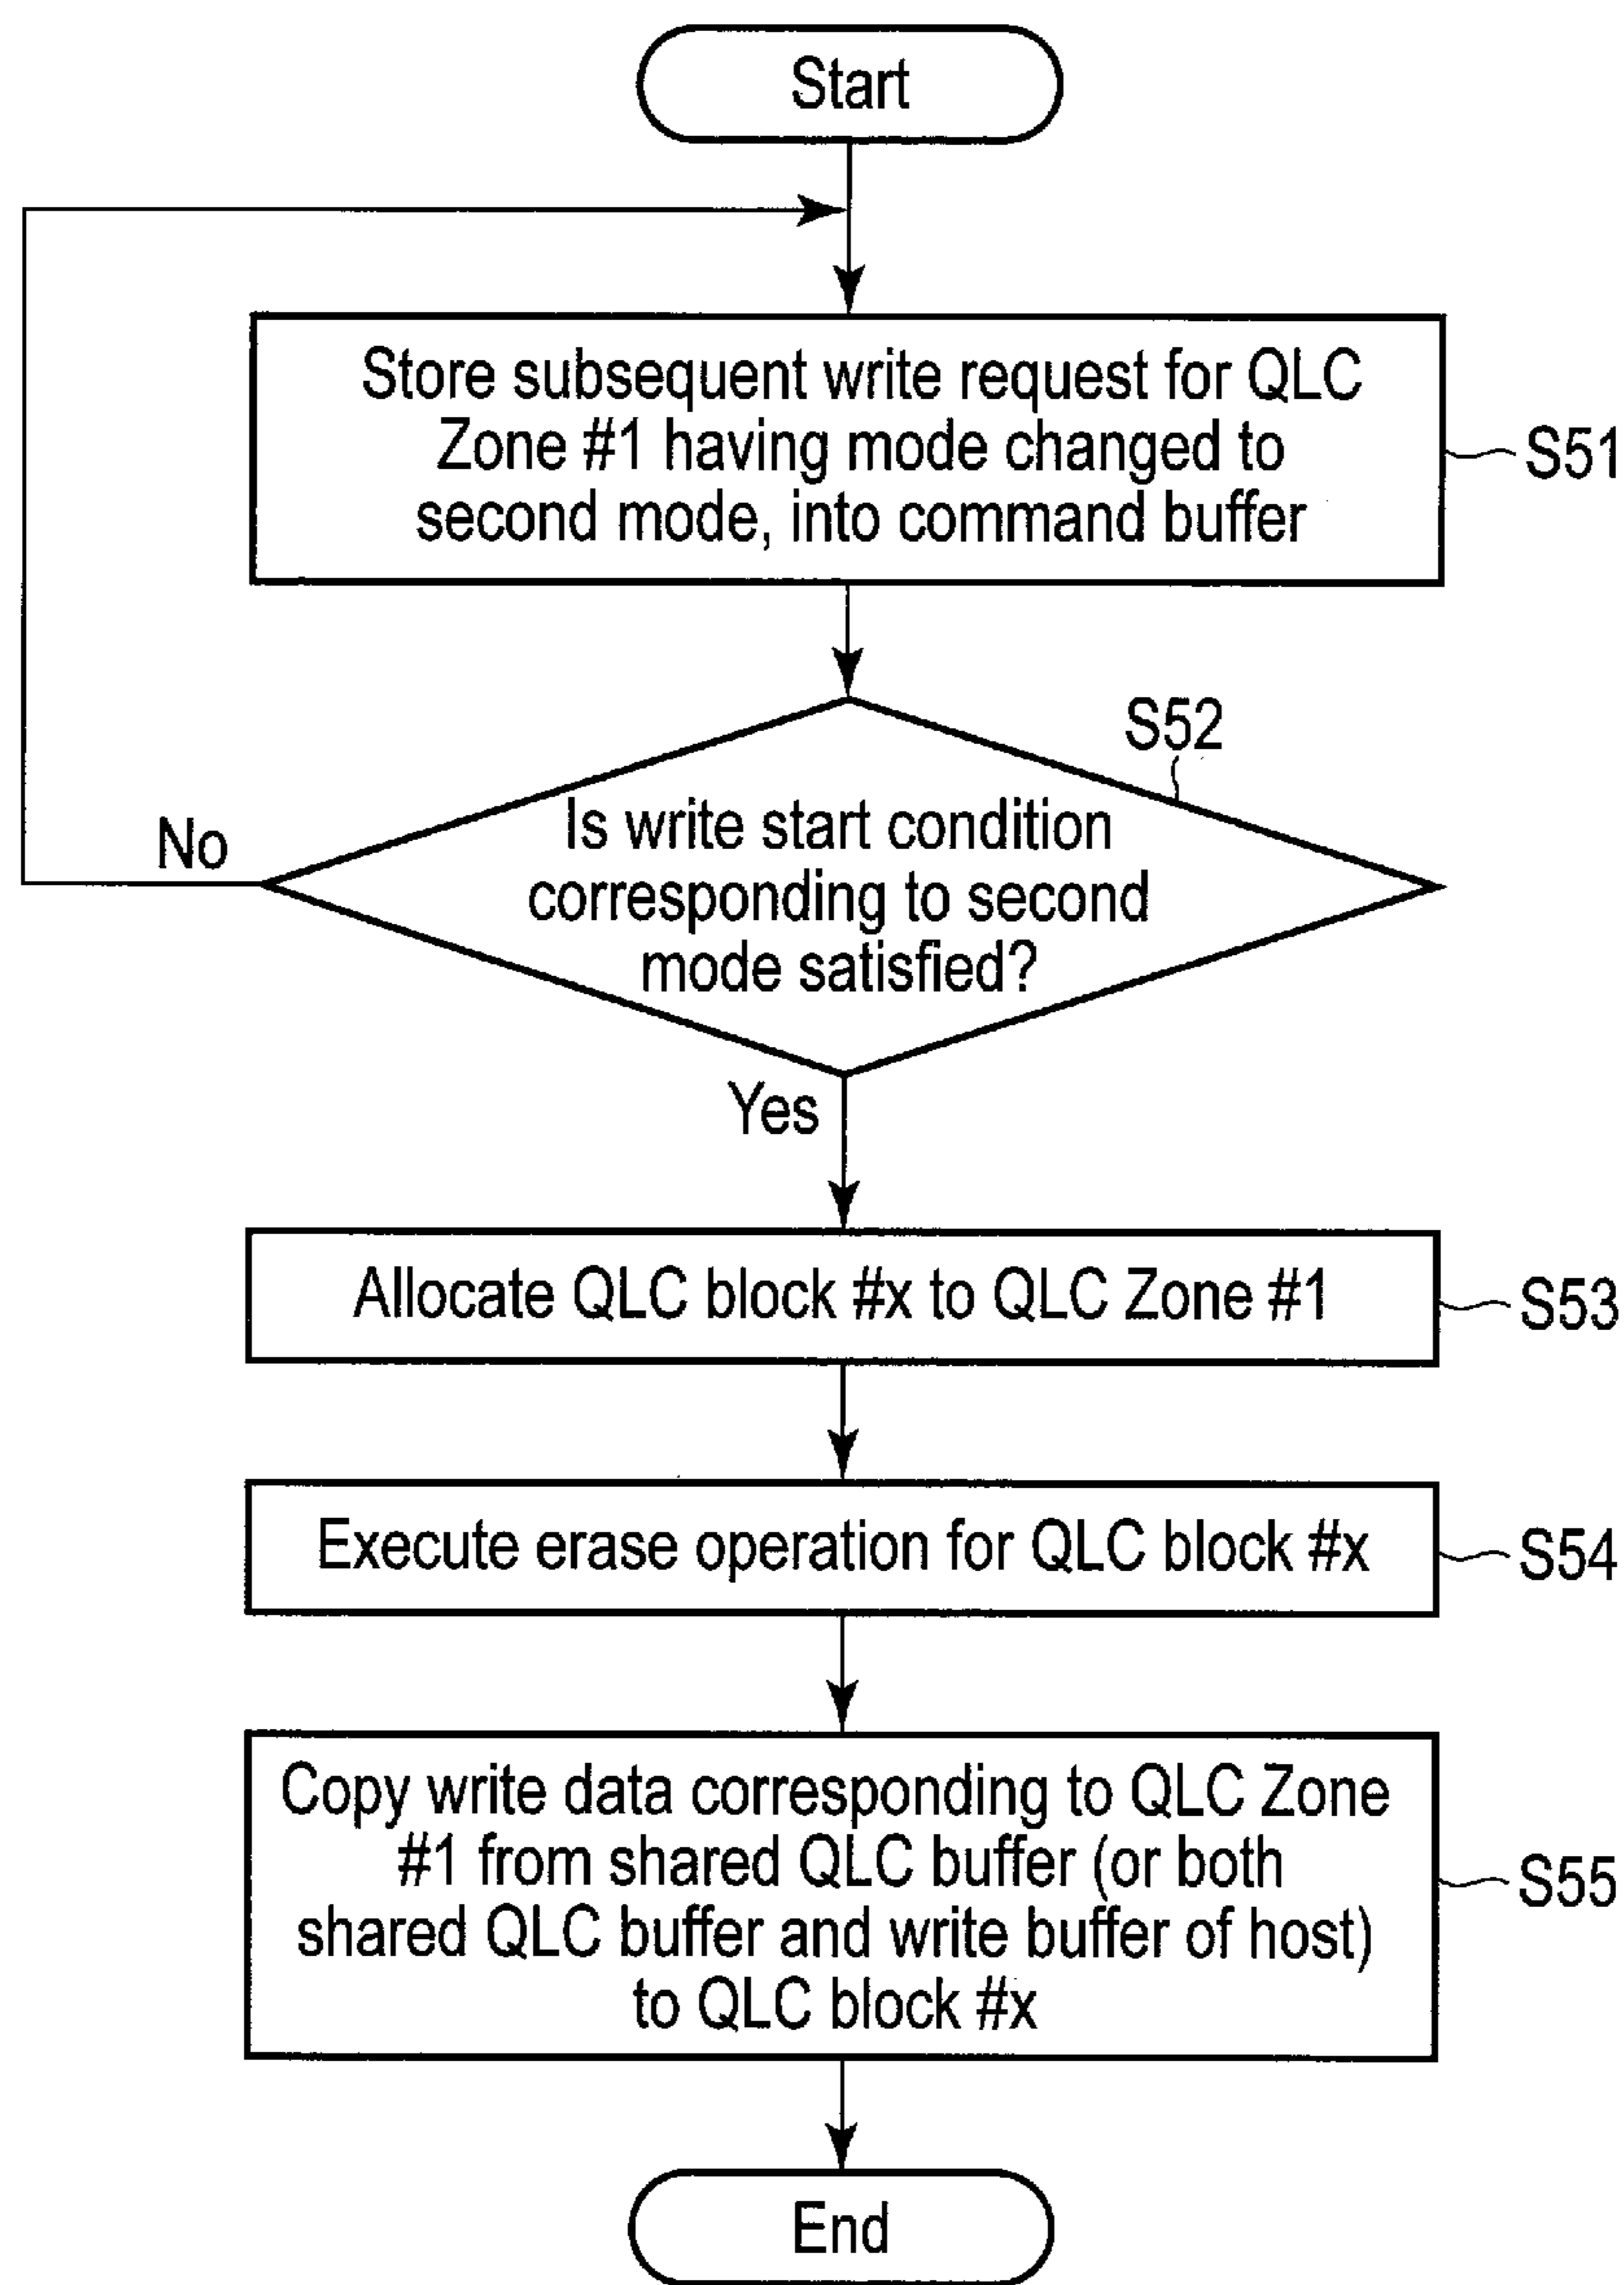 Start
Store subsequent write request for QLC
Zone #1 having mode changed to
second mode, into command buffer
S51
S52
Is write start condition
corresponding to second
mode satisfied?
No
Yes
Allocate QLC block #x to QLC Zone #1
S53
Execute erase operation for QLC block #x
S54
Copy write data corresponding to QLC Zone
#1 from shared QLC buffer (or both
shared QLC buffer and write buffer of host)
to QLC block #x
S55
End